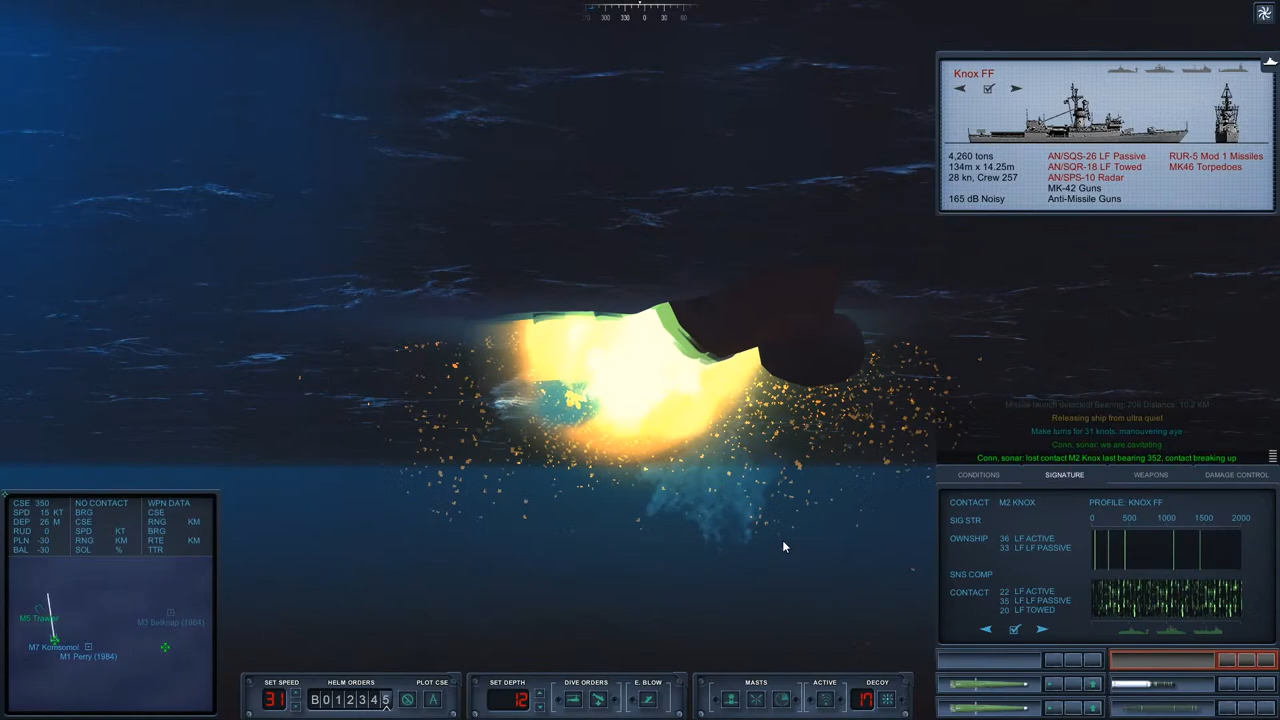 300 330 0 30 60
Knox FF
4,260 tons AN/SQS-26 LF Passive RUR-5 Mod 1 Missiles
134m x 14.25m AN/SQR-18 LF Towed MK46 Torpedoes
28 kn, Crew 257 AN/SPS-10 Radar
MK-42 Guns
165 dB Noisy Anti-Missile Guns
Missile launch detected! Bearing: 206 Distance: 10.2 KM
Releasing ship from ultra quiet
Make turns for 31 knots, manouvering aye
Conn, sonar: we are cavitating
Conn, sonar: lost contact M2 Knox last bearing 352, contact breaking up
CONDITIONS SIGNATURE WEAPONS DAMAGE CONTROL
CONTACT M2 KNOX PROFILE: KNOX FF
SIG STR 0 500 1000 1500 2000
OWNSHIP 36 LF ACTIVE
33 LF LF PASSIVE
SNS COMP
CONTACT 22 LF ACTIVE
35 LF LF PASSIVE
20 LF TOWED
CSE 350 NO CONTACT WPN DATA
SPD 15 KT BRG CSE
DEP 26 M CSE RNG KM
RUD 0 SPD KT BRG
PLN -30 RNG KM RTE KM
BAL -30 SOL % TTR
M5 Trawler
M3 Belknap (1984)
M7 Komsomol
M1 Perry (1984)
SET SPEED HELM ORDERS PLOT CSE DIVE ORDERS SET DEPTH E. BLOW MASTS ACTIVE DECOY
31 B 0 1 2 3 4 5 A 12 17